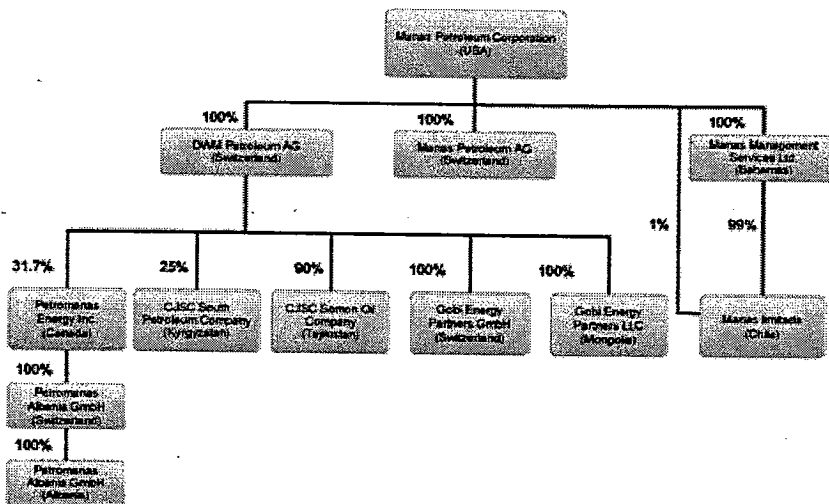 Manas Petroleum Corporation
(USA)
100%
100%
100%
DWM Petroleum AG
(Switzerland)
Manas Petroleum AG
(Switzerland)
Manas Management
Services Ltd.
(Bahamas)
1%
99%
31.7%
25%
90%
100%
100%
Petromanas
Energy Inc.
(Canada)
CJSC South
Petroleum Company
(Kyrgyzstan)
CJSC Somon Oil
Company
(Tajikistan)
Gobi Energy
Partners GmbH
(Switzerland)
Gobi Energy
Partners LLC
(Mongolia)
Manas limitada
(Chile)
100%
Petromanas
Albania GmbH
(Switzerland)
100%
Petromanas
Albania GmbH
(Albania)